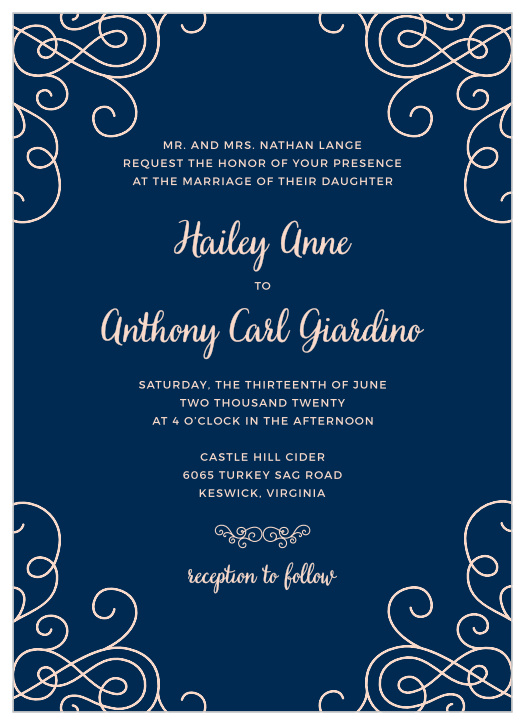 MR. AND MRS. NATHAN LANGE
REQUEST THE HONOR OF YOUR PRESENCE
AT THE MARRIAGE OF THEIR DAUGHTER
Hailey Anne
TO
Anthony Carl Giardino
SATURDAY, THE THIRTEENTH OF JUNE
TWO THOUSAND TWENTY
AT 4 O'CLOCK IN THE AFTERNOON
CASTLE HILL CIDER
6065 TURKEY SAG ROAD
KESWICK, VIRGINIA
reception to follow